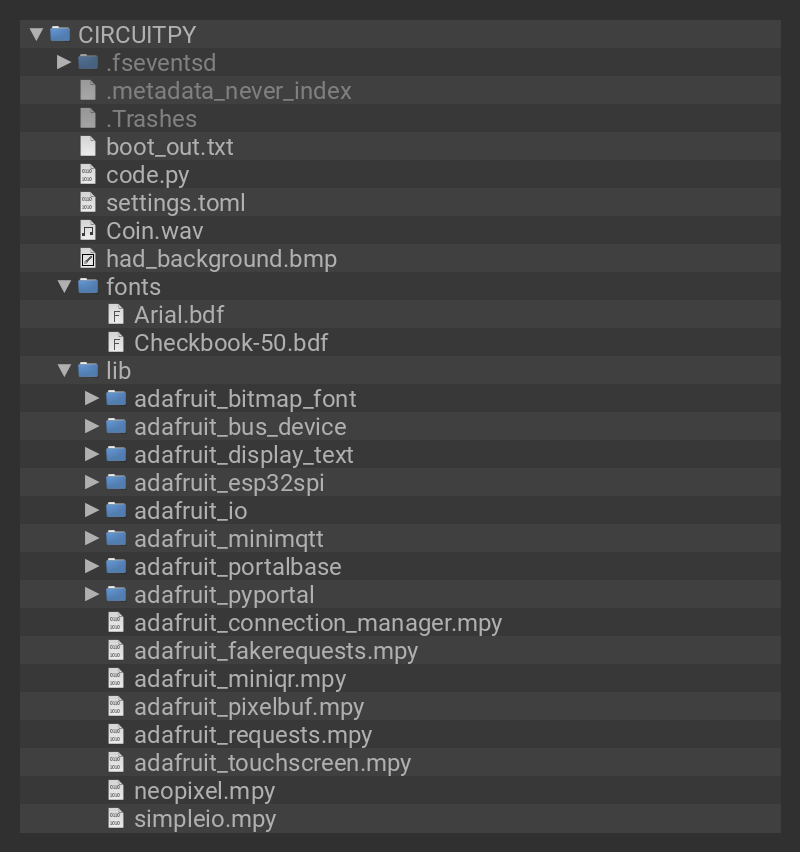 CIRCUITPY
.fseventsd
.metadata_never_index
.Trashes
boot_out.txt
code.py
settings.toml
Coin.wav
had_background.bmp
fonts
Arial.bdf
Checkbook-50.bdf
lib
adafruit_bitmap_font
adafruit_bus_device
adafruit_display_text
adafruit_esp32spi
adafruit_io
adafruit_minimqtt
adafruit_portalbase
adafruit_pyportal
adafruit_connection_manager.mpy
adafruit_fakerequests.mpy
adafruit_miniqr.mpy
adafruit_pixelbuf.mpy
adafruit_requests.mpy
adafruit_touchscreen.mpy
neopixel.mpy
simpleio.mpy